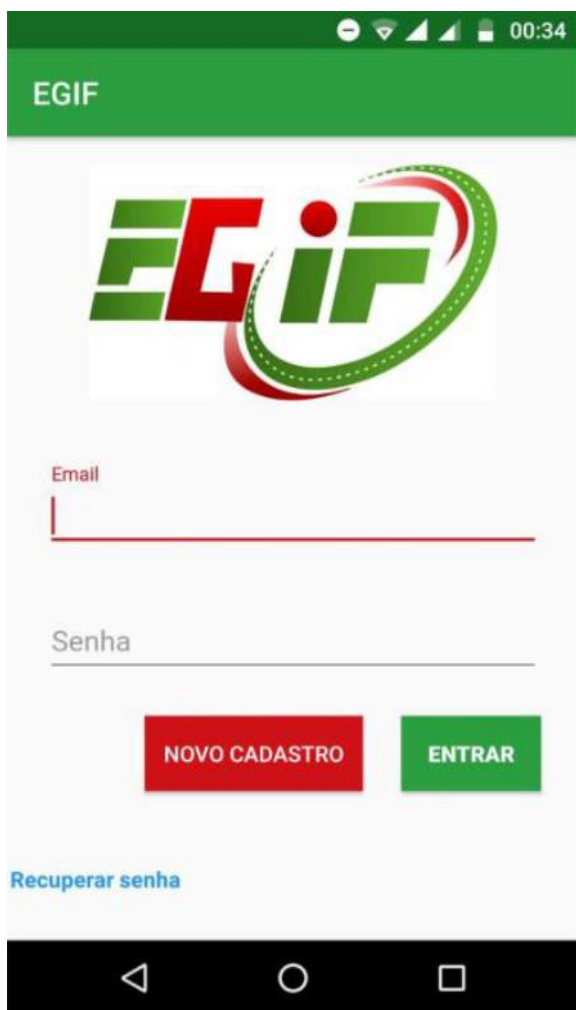 00:34
EGIF
EGiF
Email
Senha
NOVO CADASTRO
ENTRAR
Recuperar senha